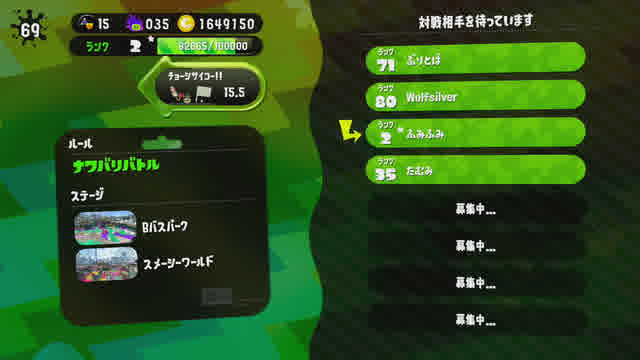 69
15
035
1649150
ランク 2★ 82065/100000
チョーシサイコー!!
15.5
ルール
ナワバリバトル
ステージ
Bバスパーク
スメーシーワールド
対戦相手を待っています
ランク 71 ぷりとば
ランク 80 Wolfsilver
ランク 2★ ふみふみ
ランク 35 たむみ
募集中...
募集中...
募集中...
募集中...